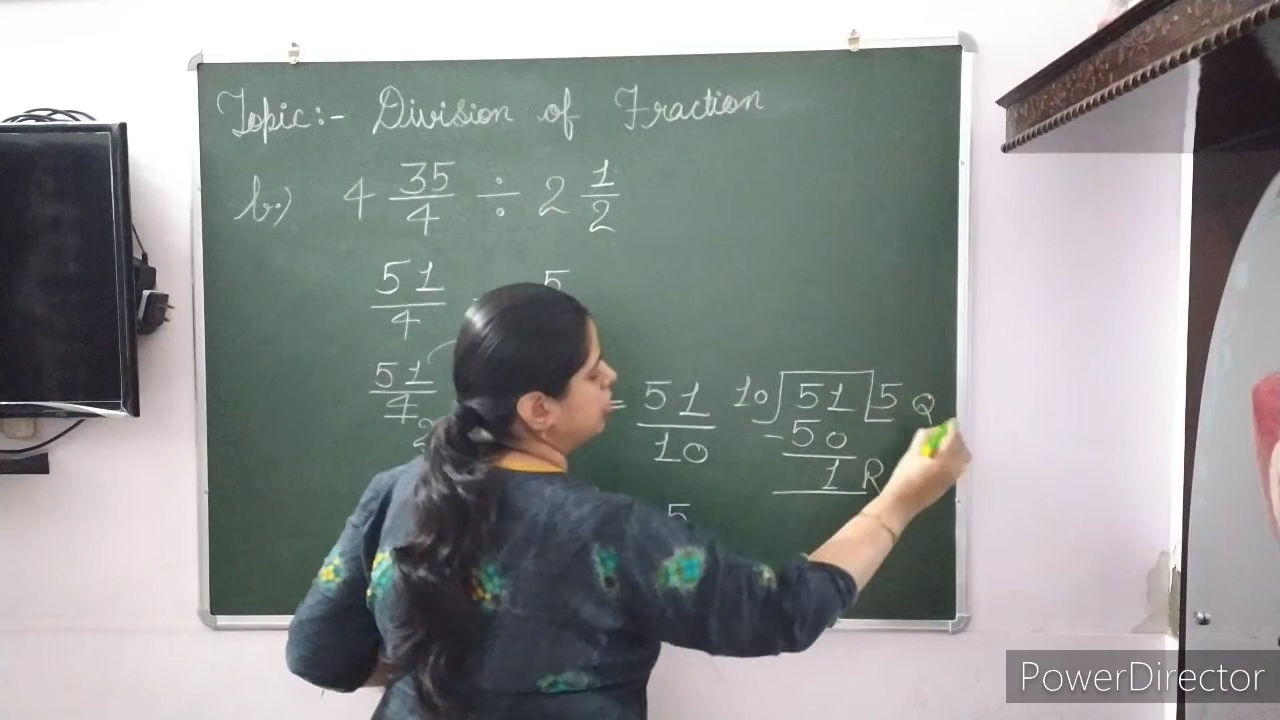 Topic:- Division of Fraction
b.) 4 35/4 ÷ 2 1/2
51/4 5
51/4 = 51/10 10)51(5 Q
2 -50
1 R
5
PowerDirector